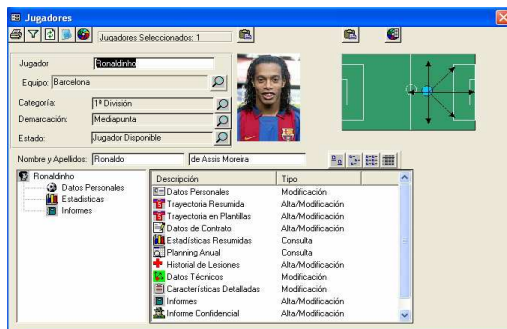 Jugadores
Jugadores Seleccionados: 1
Jugador Ronaldinho
Equipo: Barcelona
Categoría: 1ª División
Demarcación: Mediapunta
Estado: Jugador Disponible
Nombre y Apellidos: Ronaldo de Assis Moreira
Ronaldinho
Datos Personales
Estadísticas
Informes
Descripción Tipo
Datos Personales Modificación
Trayectoria Resumida Alta/Modificación
Trayectoria en Plantillas Alta/Modificación
Datos de Contrato Alta/Modificación
Estadísticas Resumidas Consulta
Planning Anual Consulta
Historial de Lesiones Alta/Modificación
Datos Técnicos Modificación
Características Detalladas Modificación
Informes Alta/Modificación
Informe Confidencial Alta/Modificación